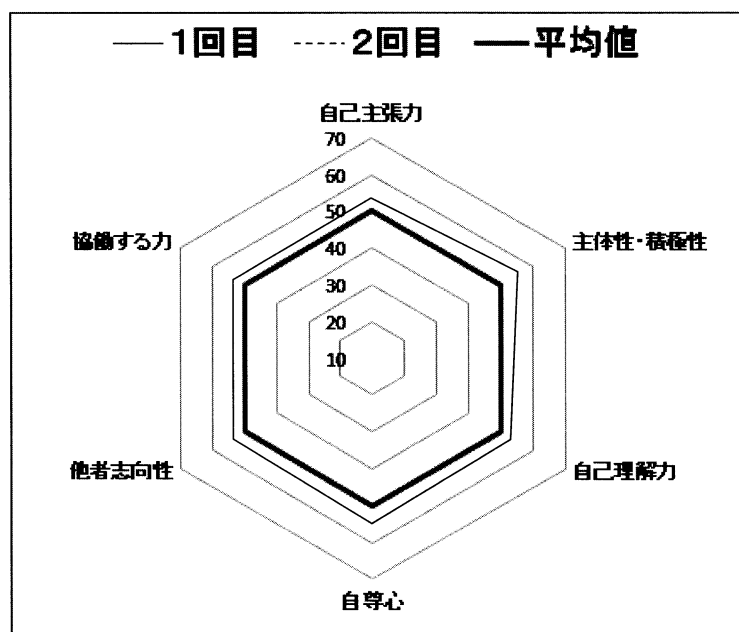 1回目 2回目 平均値
自己主張力
70
60
50
40
30
20
10
協働する力
主体性・積極性
他者志向性
自己理解力
自尊心